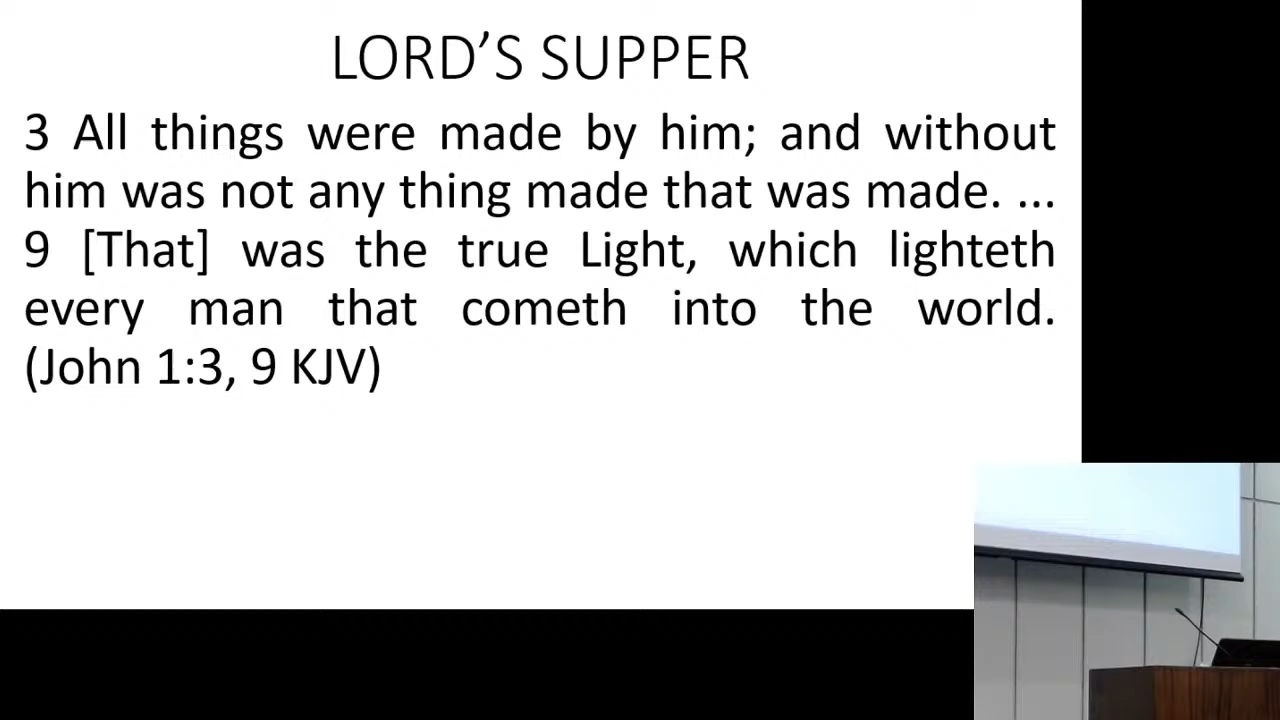 LORD’S SUPPER
3 All things were made by him; and without
him was not any thing made that was made. ...
9 [That] was the true Light, which lighteth
every man that cometh into the world.
(John 1:3, 9 KJV)